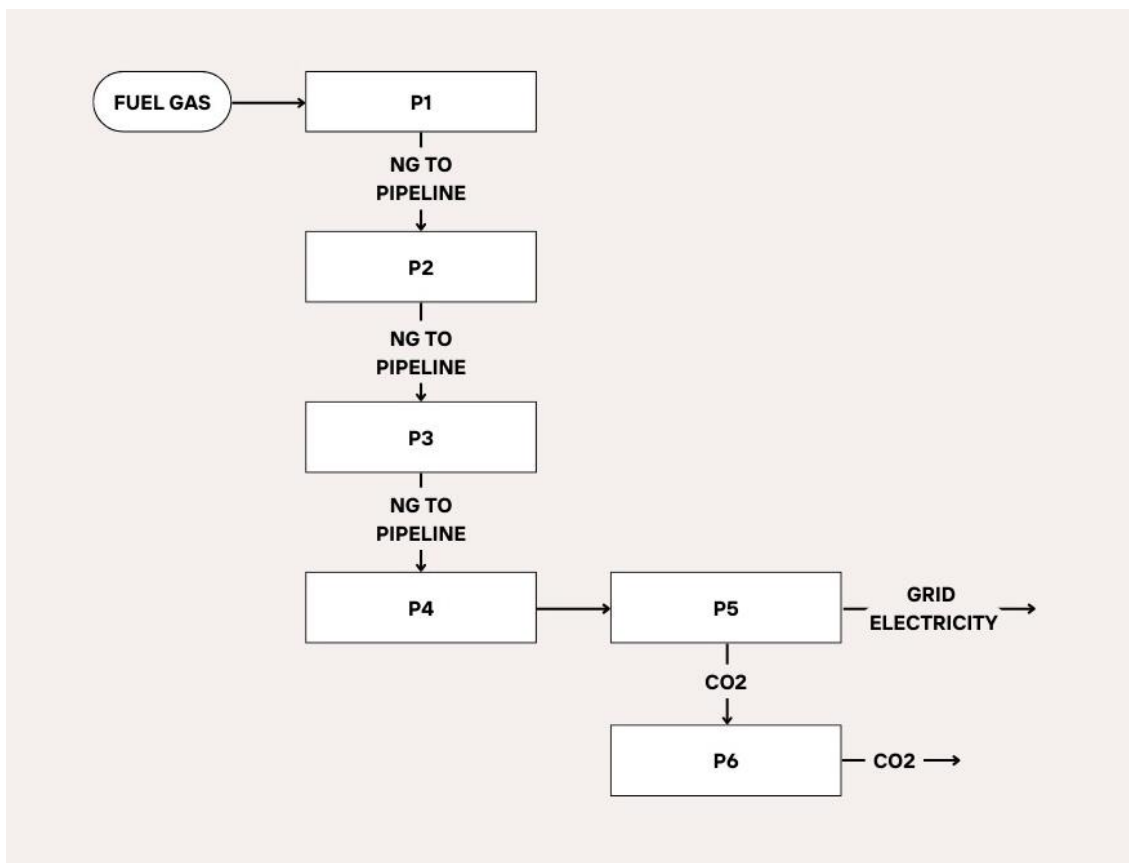 FUEL GAS
P1
NG TO
PIPELINE
P2
NG TO
PIPELINE
P3
NG TO
PIPELINE
P4
P5
GRID
ELECTRICITY
CO2
P6
CO2